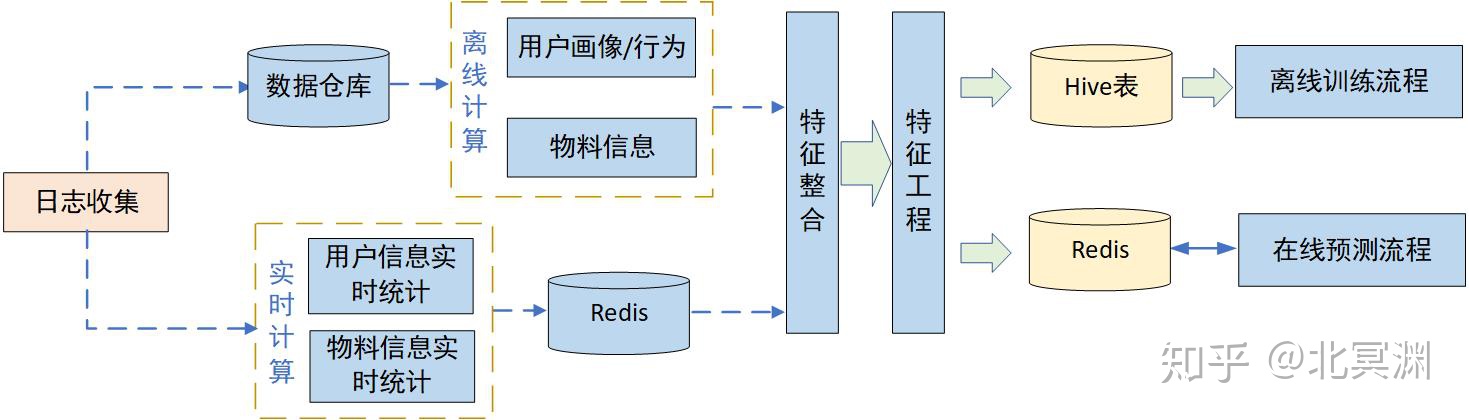 日志收集
数据仓库
离线计算
用户画像/行为
物料信息
实时计算
用户信息实
时统计
物料信息实
时统计
Redis
特征整合
特征工程
Hive表
离线训练流程
Redis
在线预测流程
知乎 @北冥渊